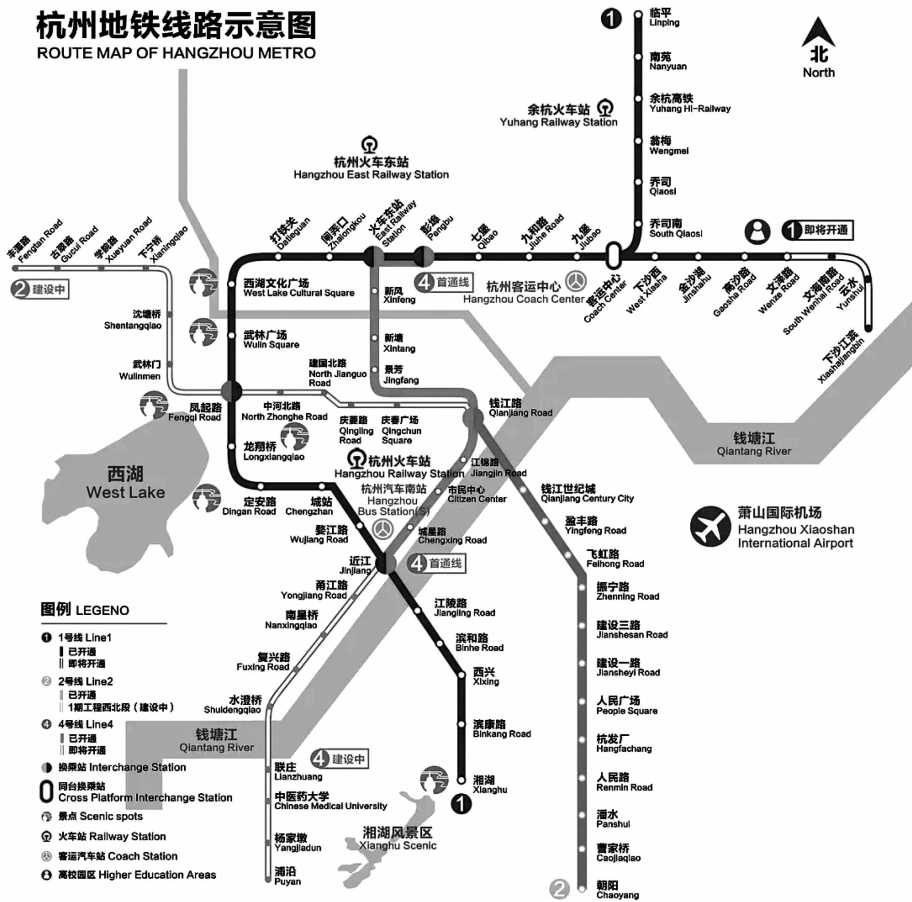 杭州地铁线路示意图
ROUTE MAP OF HANGZHOU METRO
1
临平
Linping
南苑
Nanyuan
余杭高铁
Yuhang Hi-Railway
余杭火车站
Yuhang Railway Station
翁梅
Wengmei
乔司
Qiaosi
乔司南
South Qiaosi
北
North
杭州火车东站
Hangzhou East Railway Station
丰潭路
Fengtan Road
古翠路
Gucui Road
学院路
Xueyuan Road
下宁桥
Xianingqiao
2 建设中
沈塘桥
Shentangqiao
武林门
Wulinmen
打铁关
Datieguan
闸弄口
Zhalongkou
火车东站
East Railway
Station
彭埠
Pengbu
七堡
Qibao
九和路
Jiuhe Road
九堡
Jiubao
4 首通线
杭州客运中心
Hangzhou Coach Center
客运中心
Coach Center
下沙西
West Xiasha
金沙湖
Jinshahu
高沙路
Gaosha Road
文泽路
Wenze Road
文海南路
South Wenhai Road
云水
Yunshui
下沙江滨
Xiashajiangbin
1 即将开通
西湖文化广场
West Lake Cultural Square
武林广场
Wulin Square
新风
Xinfeng
新塘
Xintang
景芳
Jingfang
建国北路
North Jianguo
Road
凤起路
Fengqi Road
中河北路
North Zhonghe Road
庆菱路
Qingling
Road
庆春广场
Qingchun
Square
钱江路
Qianjiang Road
龙翔桥
Longxiangqiao
杭州火车站
Hangzhou Railway Station
江锦路
Jiangjin Road
市民中心
Citizen Center
钱塘江
Qiantang River
西湖
West Lake
定安路
Dingan Road
城站
Chengzhan
杭州汽车南站
Hangzhou
Bus Station(S)
婺江路
Wujiang Road
城星路
Chengxing Road
近江
Jinjiang
4 首通线
钱江世纪城
Qianjiang Century City
盈丰路
Yingfeng Road
飞虹路
Feihong Road
萧山国际机场
Hangzhou Xiaoshan
International Airport
甬江路
Yongjiang Road
南星桥
Nanxingqiao
复兴路
Fuxing Road
水澄桥
Shuidengqiao
江陵路
Jiangling Road
滨和路
Binhe Road
西兴
Xixing
滨康路
Binkang Road
湘湖
Xianghu
1
振宁路
Zhenning Road
建设三路
Jianshesan Road
建设一路
Jiansheyi Road
人民广场
People Square
杭发厂
Hangfachang
人民路
Renmin Road
潘水
Panshui
曹家桥
Caojiaqiao
2
朝阳
Chaoyang
钱塘江
Qiantang River
4 建设中
联庄
Lianzhuang
中医药大学
Chinese Medical University
杨家墩
Yangjiadun
浦沿
Puyan
湘湖风景区
Xianghu Scenic
图例 LEGENO
1 1号线 Line1
已开通
即将开通
2 2号线 Line2
已开通
1期工程西北段（建设中）
4 4号线 Line4
已开通
即将开通
换乘站 Interchange Station
同台换乘站
Cross Platform Interchange Station
景点 Scenic spots
火车站 Railway Station
客运汽车站 Coach Station
高校园区 Higher Education Areas